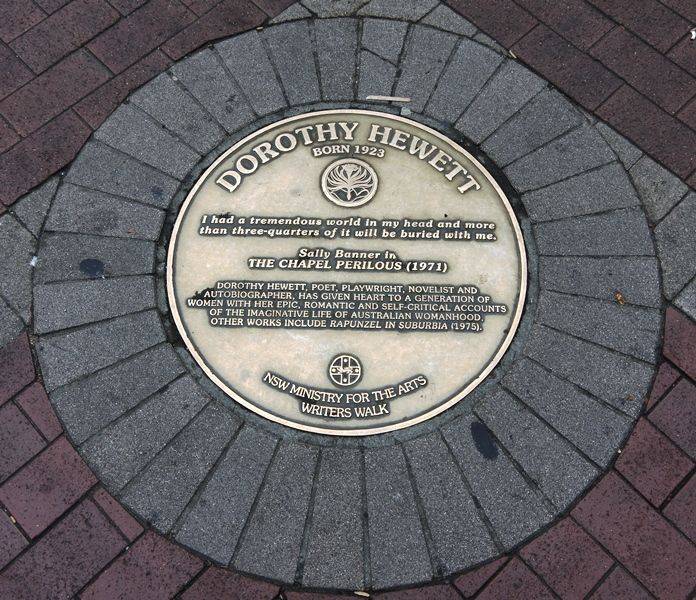 DOROTHY HEWETT
BORN 1923
I had a tremendous world in my head and more
than three-quarters of it will be buried with me.
Sally Banner in
THE CHAPEL PERILOUS (1971)
DOROTHY HEWETT, POET, PLAYWRIGHT, NOVELIST AND
AUTOBIOGRAPHER, HAS GIVEN HEART TO A GENERATION OF
WOMEN WITH HER EPIC, ROMANTIC AND SELF-CRITICAL ACCOUNTS
OF THE IMAGINATIVE LIFE OF AUSTRALIAN WOMANHOOD.
OTHER WORKS INCLUDE RAPUNZEL IN SUBURBIA (1975).
NSW MINISTRY FOR THE ARTS
WRITERS WALK